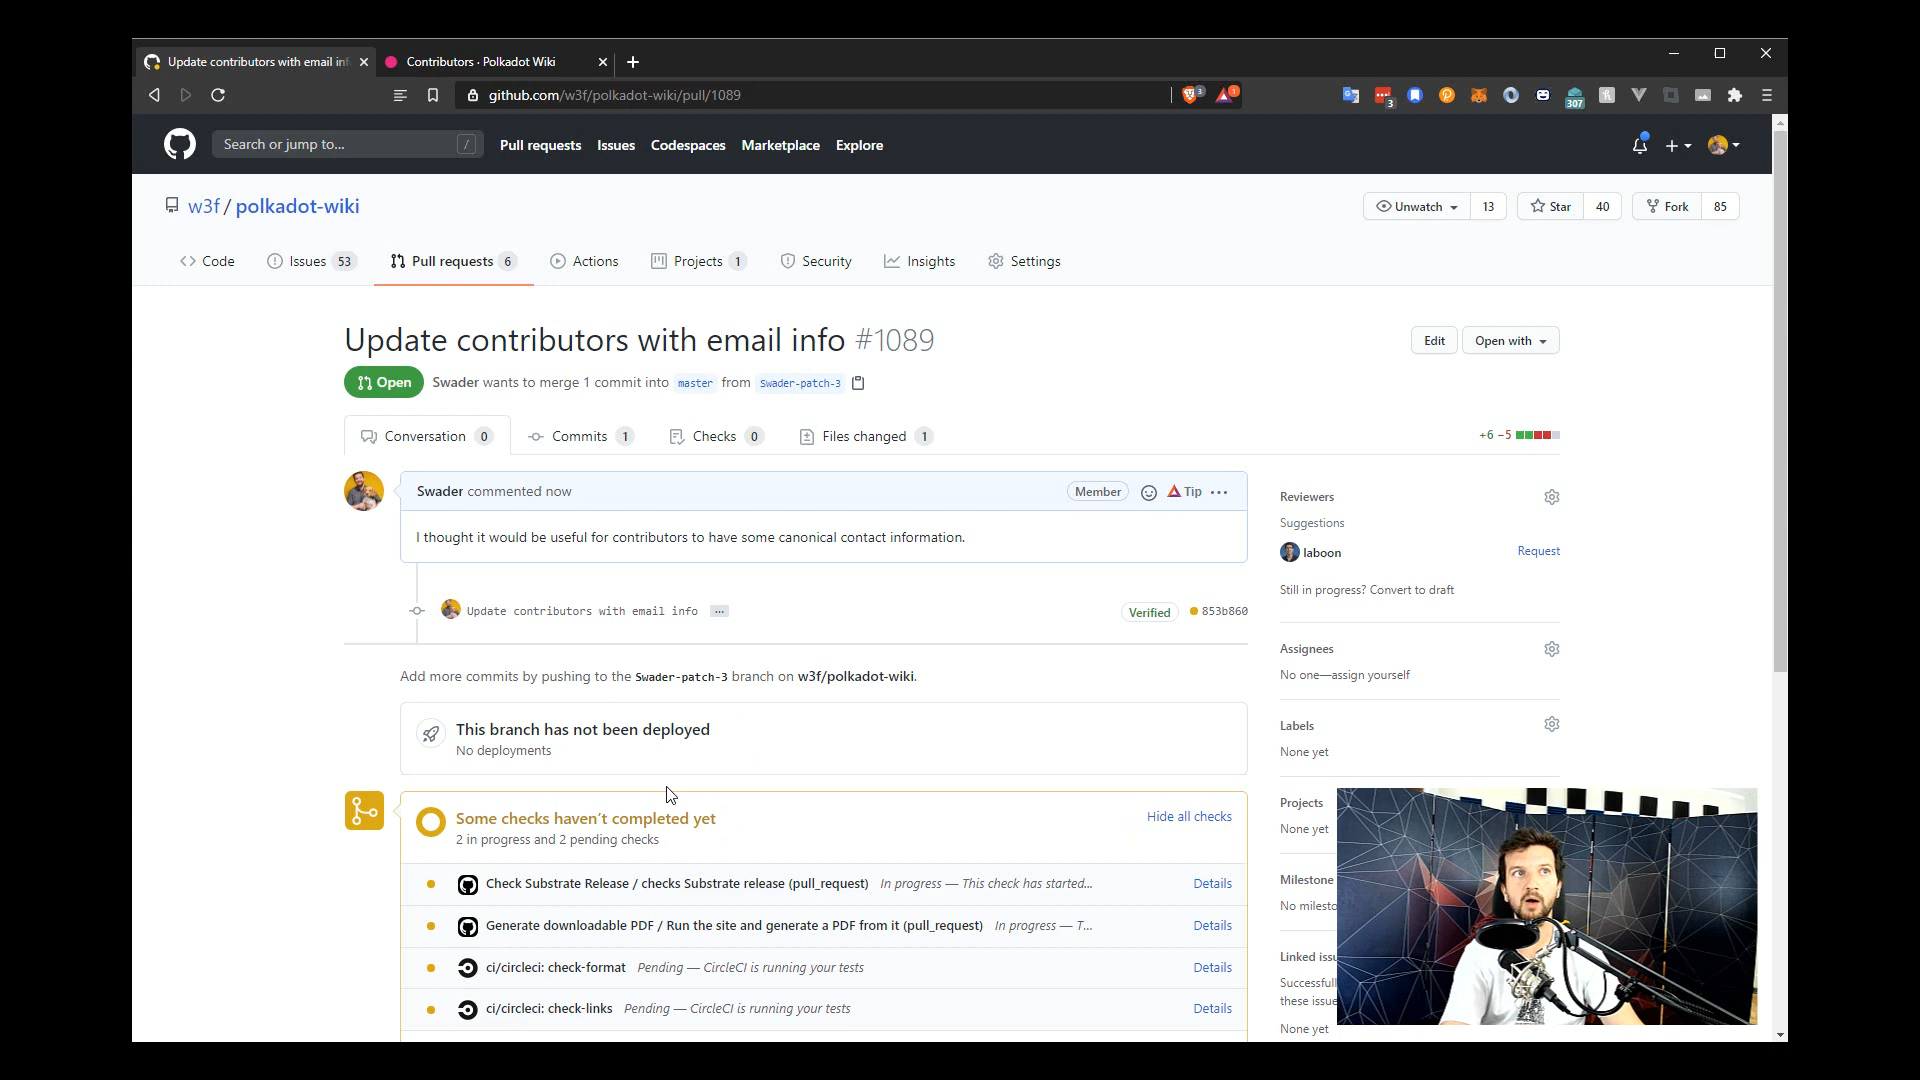 Update contributors with email inf
Contributors · Polkadot Wiki
github.com/w3f/polkadot-wiki/pull/1089
3
1
3
307
Search or jump to...
/
Pull requests
Issues
Codespaces
Marketplace
Explore
w3f / polkadot-wiki
Unwatch 13
Star 40
Fork 85
Code
Issues 53
Pull requests 6
Actions
Projects 1
Security
Insights
Settings
Update contributors with email info #1089
Edit
Open with
Open
Swader wants to merge 1 commit into master from Swader-patch-3
Conversation 0
Commits 1
Checks 0
Files changed 1
+6 −5
Swader commented now
Member
Tip
I thought it would be useful for contributors to have some canonical contact information.
Update contributors with email info
Verified
853b860
Add more commits by pushing to the Swader-patch-3 branch on w3f/polkadot-wiki.
This branch has not been deployed
No deployments
Some checks haven't completed yet
2 in progress and 2 pending checks
Hide all checks
Check Substrate Release / checks Substrate release (pull_request) In progress — This check has started... Details
Generate downloadable PDF / Run the site and generate a PDF from it (pull_request) In progress — T... Details
ci/circleci: check-format Pending — CircleCI is running your tests Details
ci/circleci: check-links Pending — CircleCI is running your tests Details
Reviewers
Suggestions
laboon Request
Still in progress? Convert to draft
Assignees
No one—assign yourself
Labels
None yet
Projects
None yet
Milestone
No milesto
Linked issu
Successfull
these issue
None yet